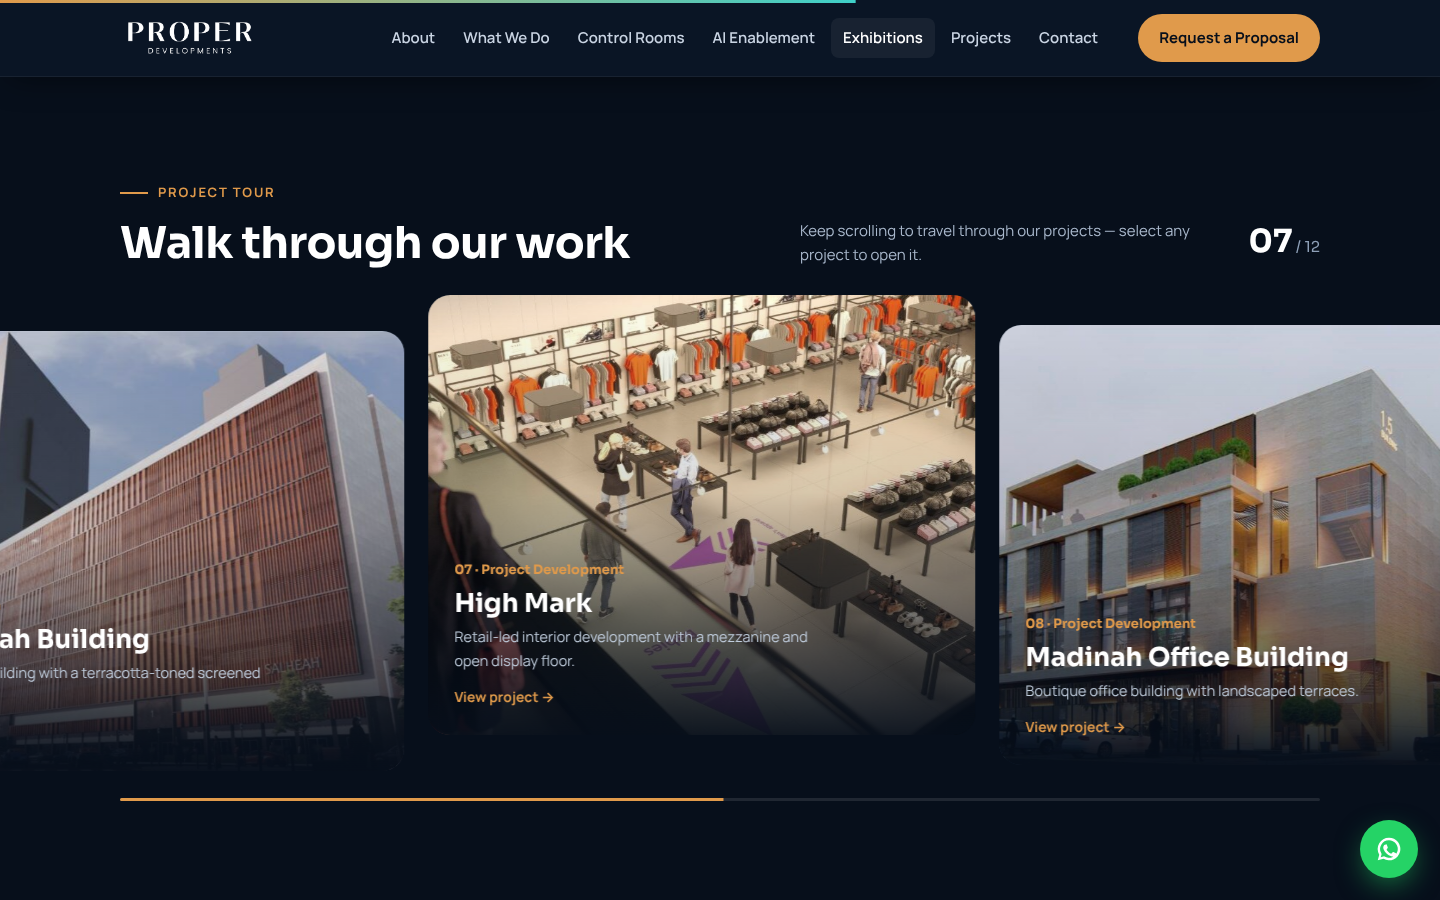 PROPER
DEVELOPMENTS
About
What We Do
Control Rooms
AI Enablement
Exhibitions
Projects
Contact
Request a Proposal
PROJECT TOUR
Walk through our work
Keep scrolling to travel through our projects — select any
project to open it.
07 / 12
ah Building
ilding with a terracotta-toned screened
SALHEAH
07 · Project Development
High Mark
Retail-led interior development with a mezzanine and
open display floor.
View project →
15
08 · Project Development
Madinah Office Building
Boutique office building with landscaped terraces.
View project →